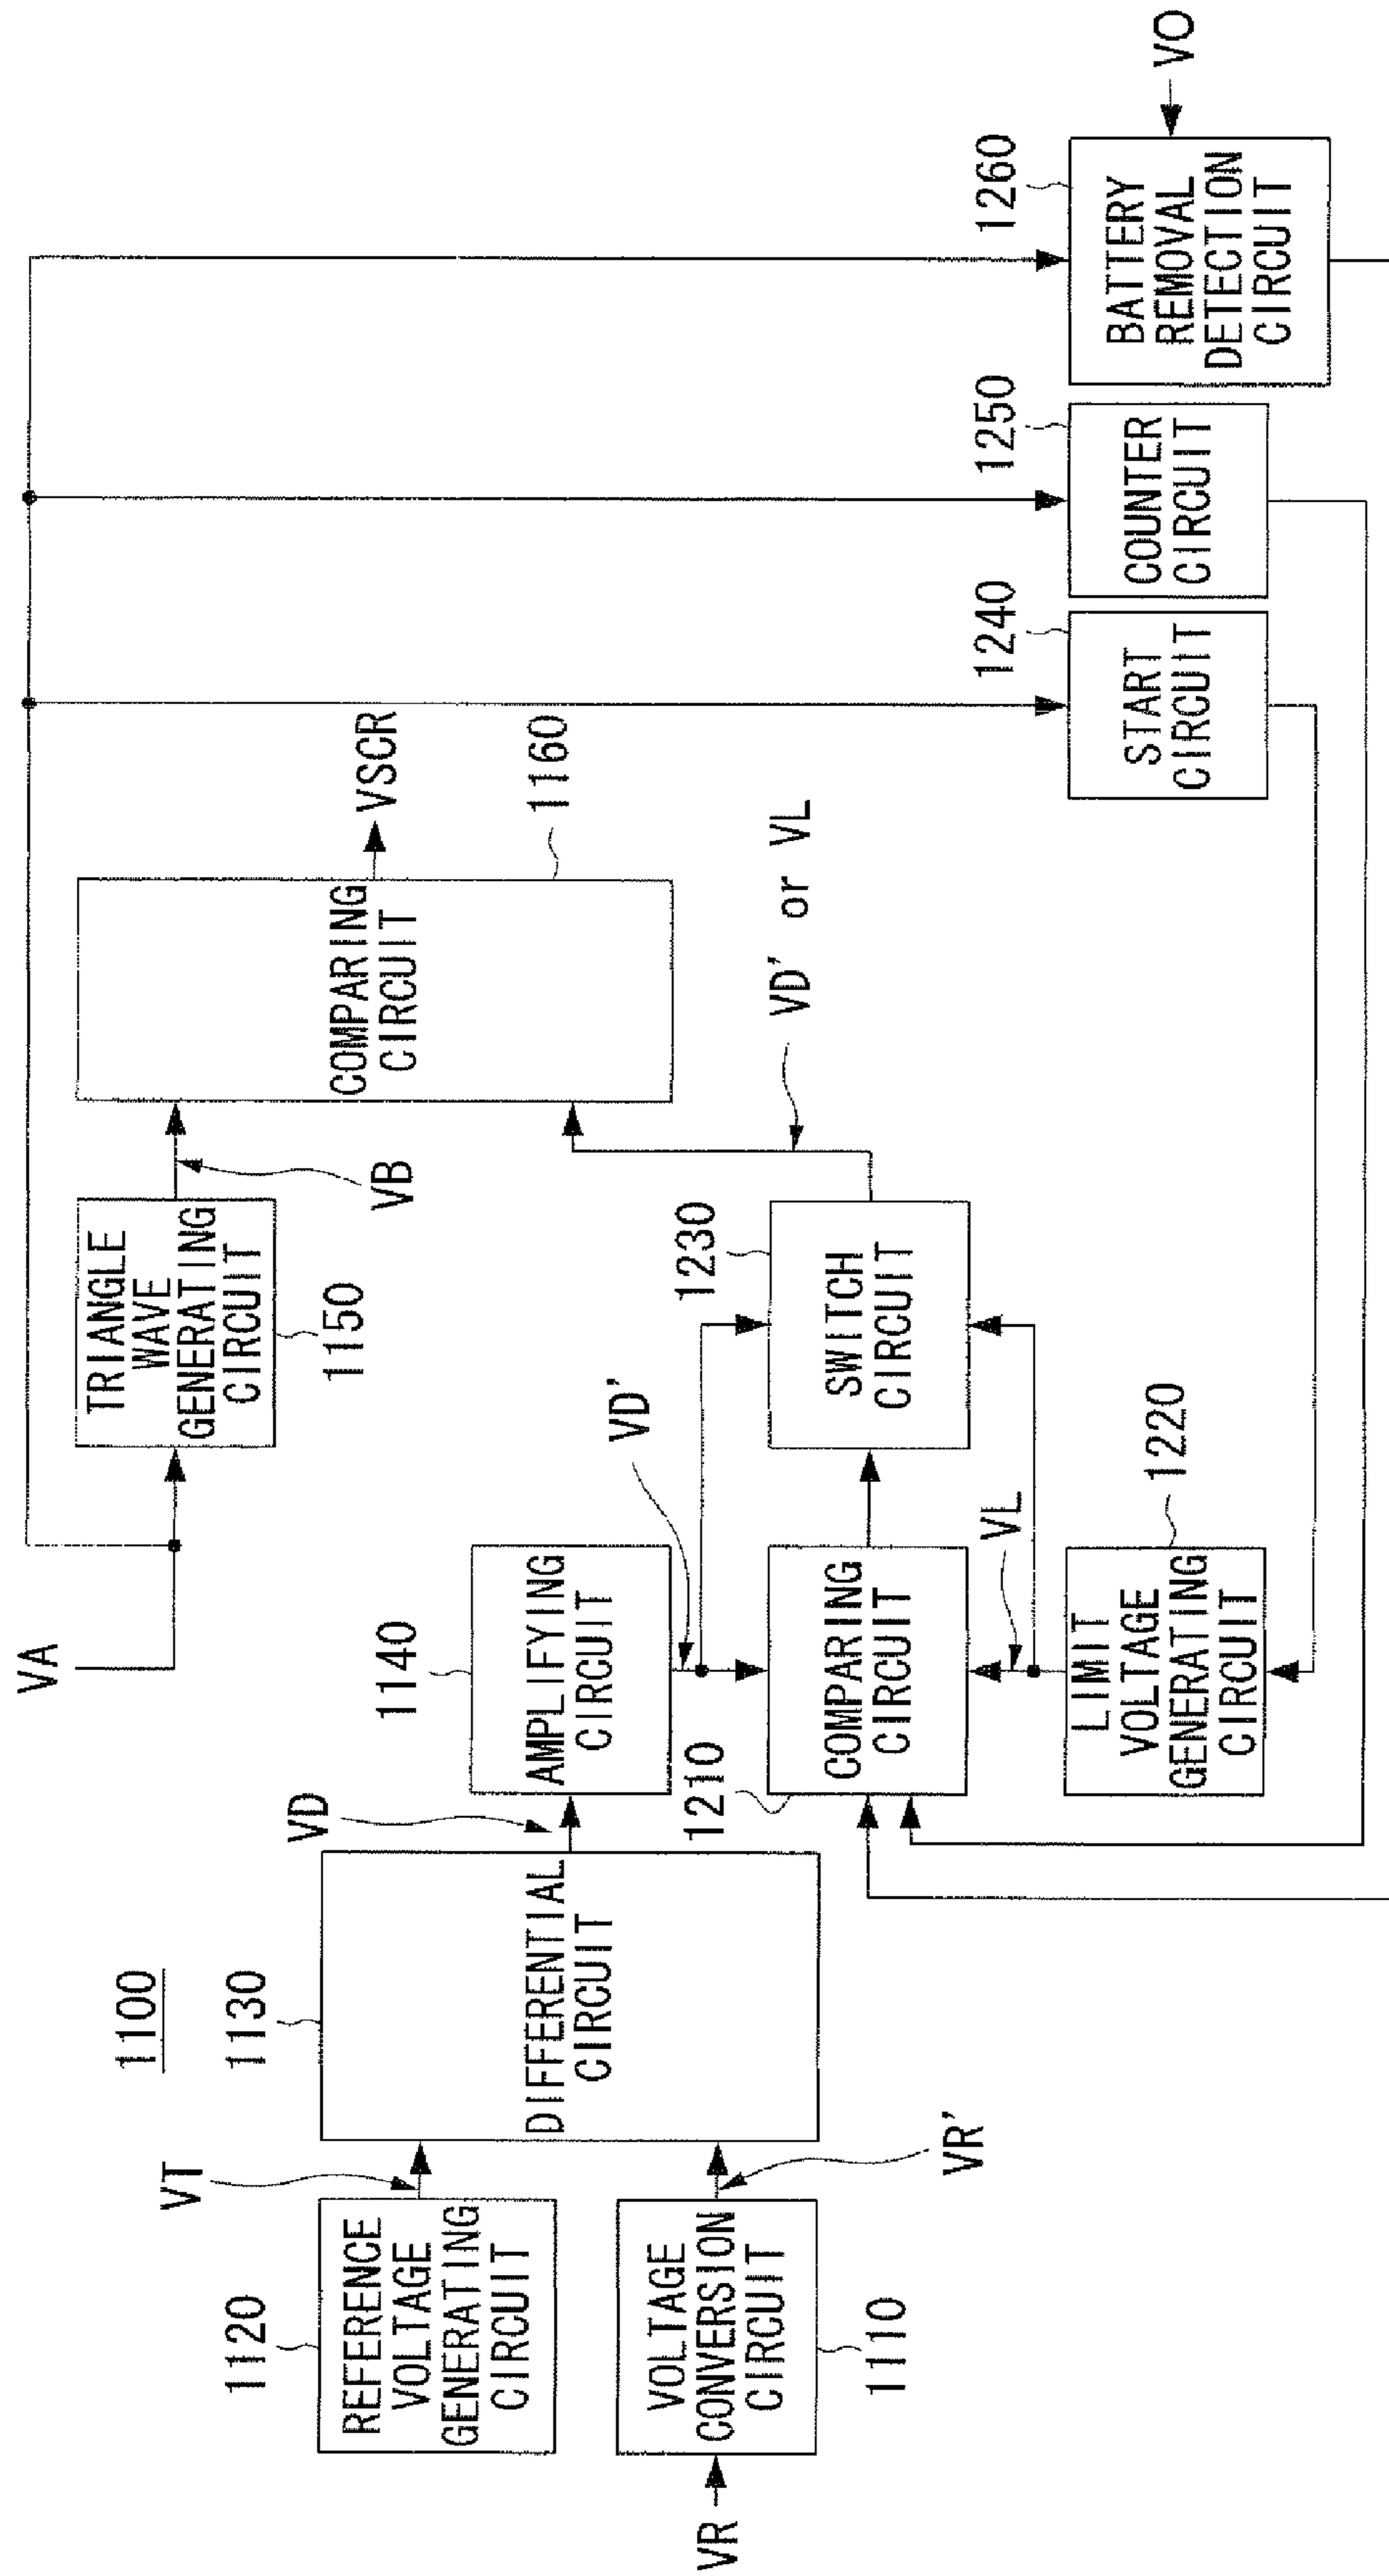 1100
VA
TRIANGLE
WAVE
GENERATING
CIRCUIT
1150
VB
COMPARING
CIRCUIT
VSCR
1160
1120
REFERENCE
VOLTAGE
GENERATING
CIRCUIT
VT
1130
DIFFERENTIAL
CIRCUIT
VD
1140
AMPLIFYING
CIRCUIT
VD'
VR
VOLTAGE
CONVERSION
CIRCUIT
1110
VR'
1210
COMPARING
CIRCUIT
1230
SWITCH
CIRCUIT
VD' or VL
VL
LIMIT
VOLTAGE
GENERATING
CIRCUIT
1220
1240
START
CIRCUIT
1250
COUNTER
CIRCUIT
1260
BATTERY
REMOVAL
DETECTION
CIRCUIT
VO